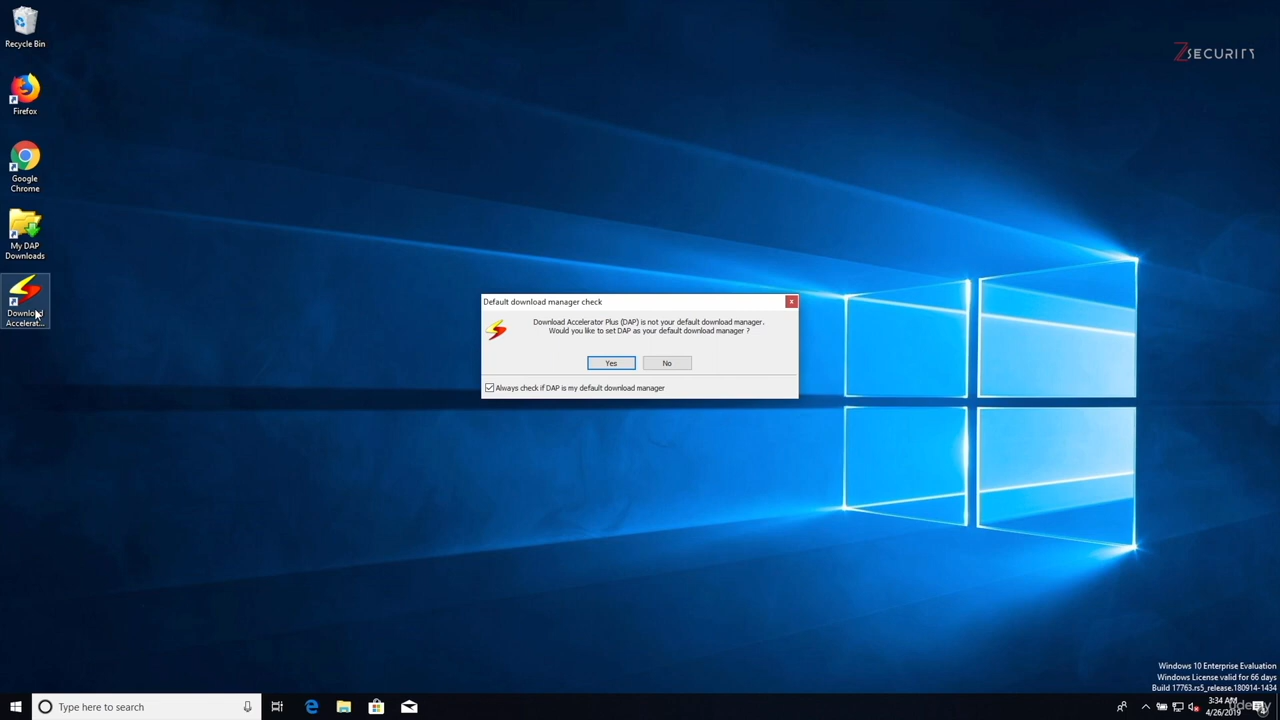 Recycle Bin
ZSECURITY
Firefox
Google
Chrome
My DAP
Downloads
Download
Accelerat...
Default download manager check
Download Accelerator Plus (DAP) is not your default download manager.
Would you like to set DAP as your default download manager ?
Yes
No
Always check if DAP is my default download manager
Windows 10 Enterprise Evaluation
Windows License valid for 66 days
Build 17763.rs5_release.180914-1434
Type here to search
3:34 AM
4/26/2019
Udemy